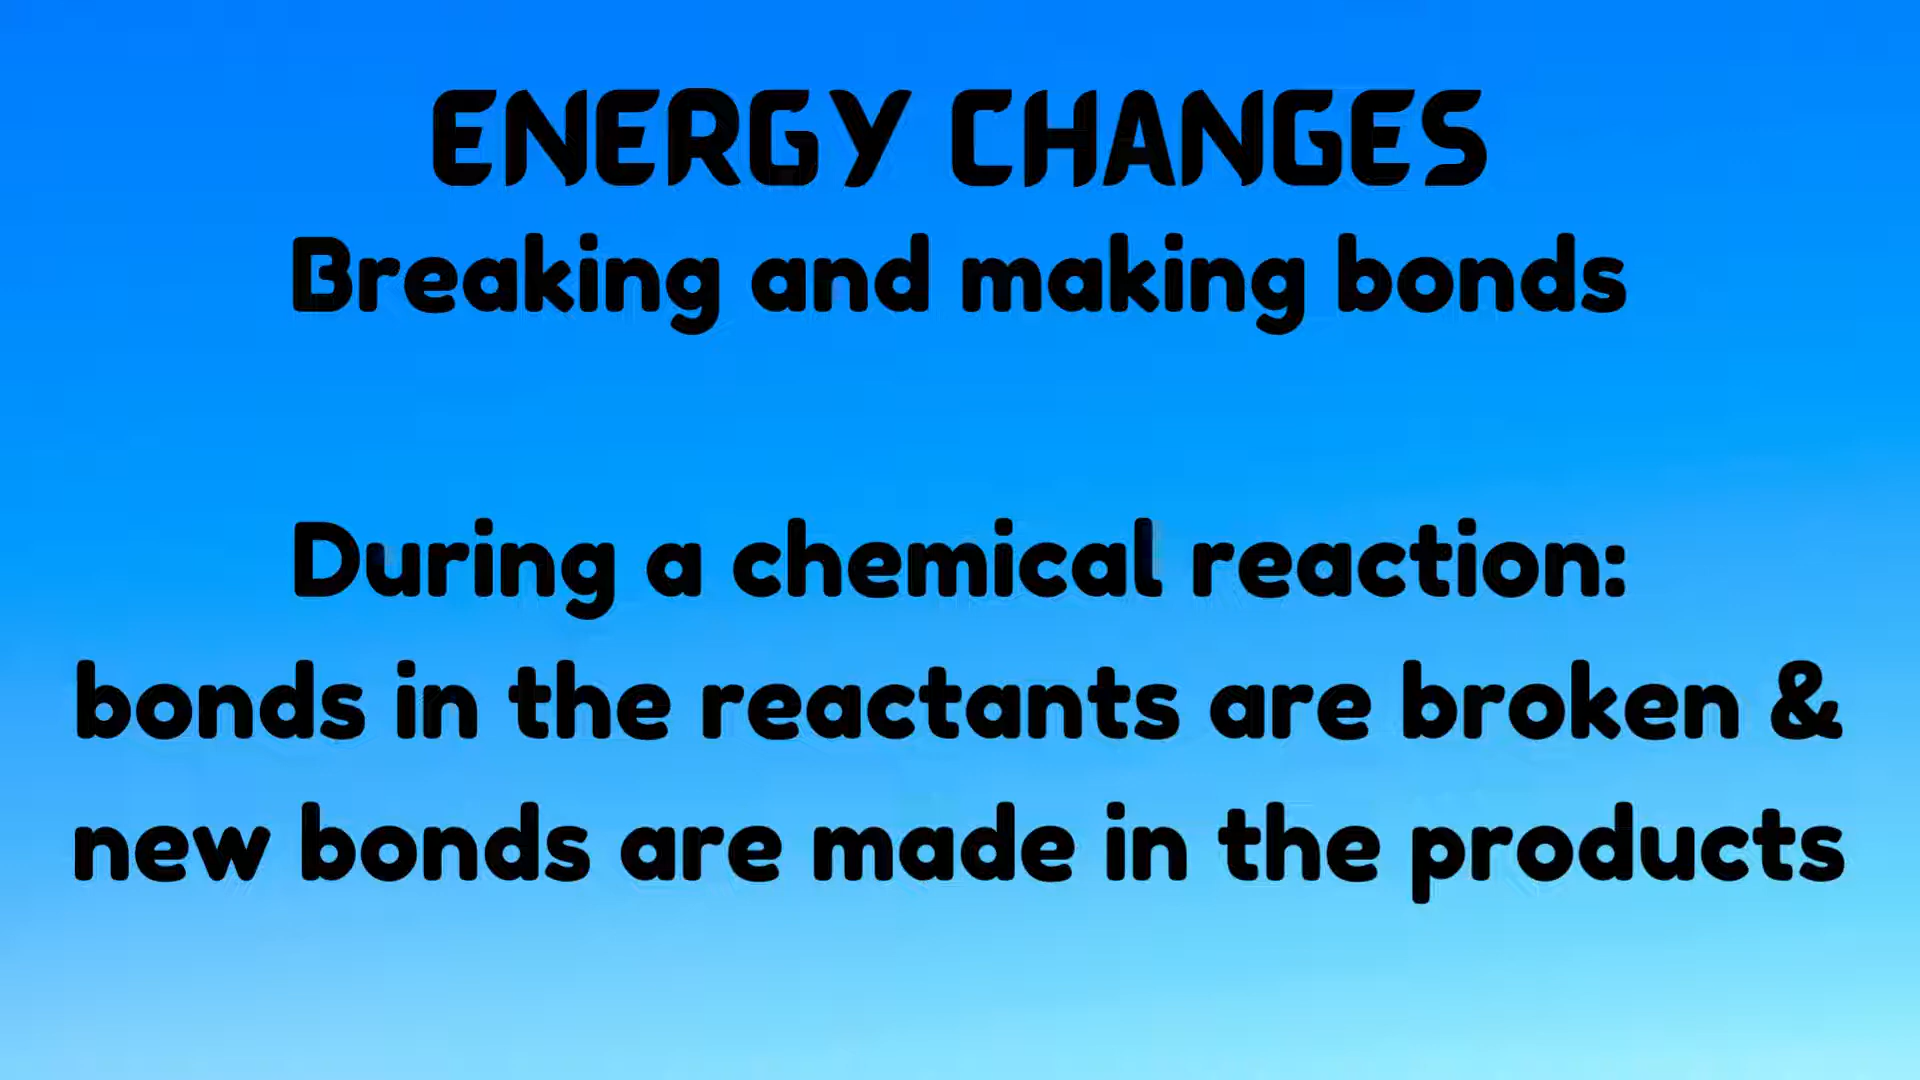 ENERGY CHANGES
Breaking and making bonds
During a chemical reaction:
bonds in the reactants are broken &
new bonds are made in the products